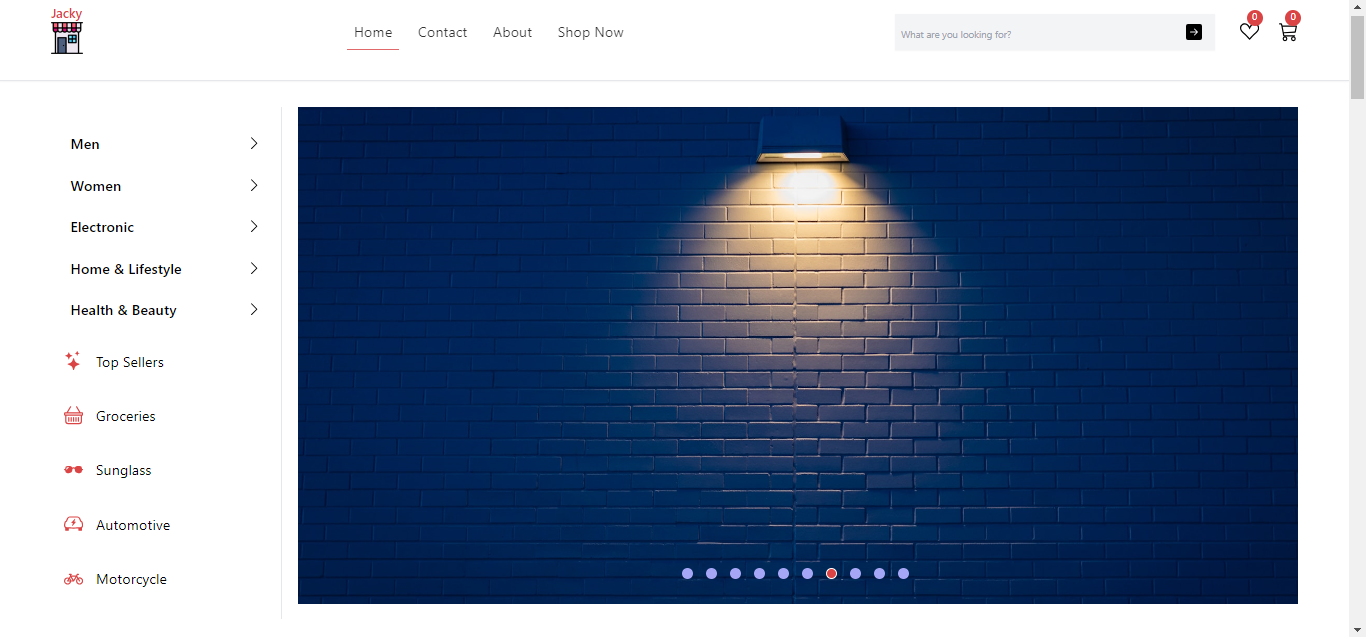 Jacky
Home Contact About Shop Now
What are you looking for?
0 0
Men
Women
Electronic
Home & Lifestyle
Health & Beauty
Top Sellers
Groceries
Sunglass
Automotive
Motorcycle